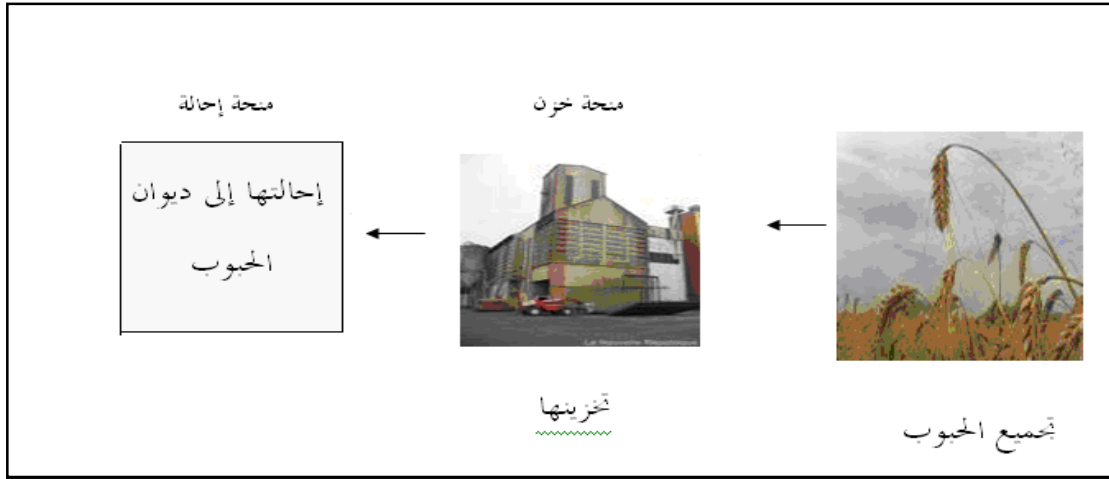 منحة خزن
منحة إحالة
إحالتها إلى ديوان
الحبوب
تخزينها
تجميع الحبوب